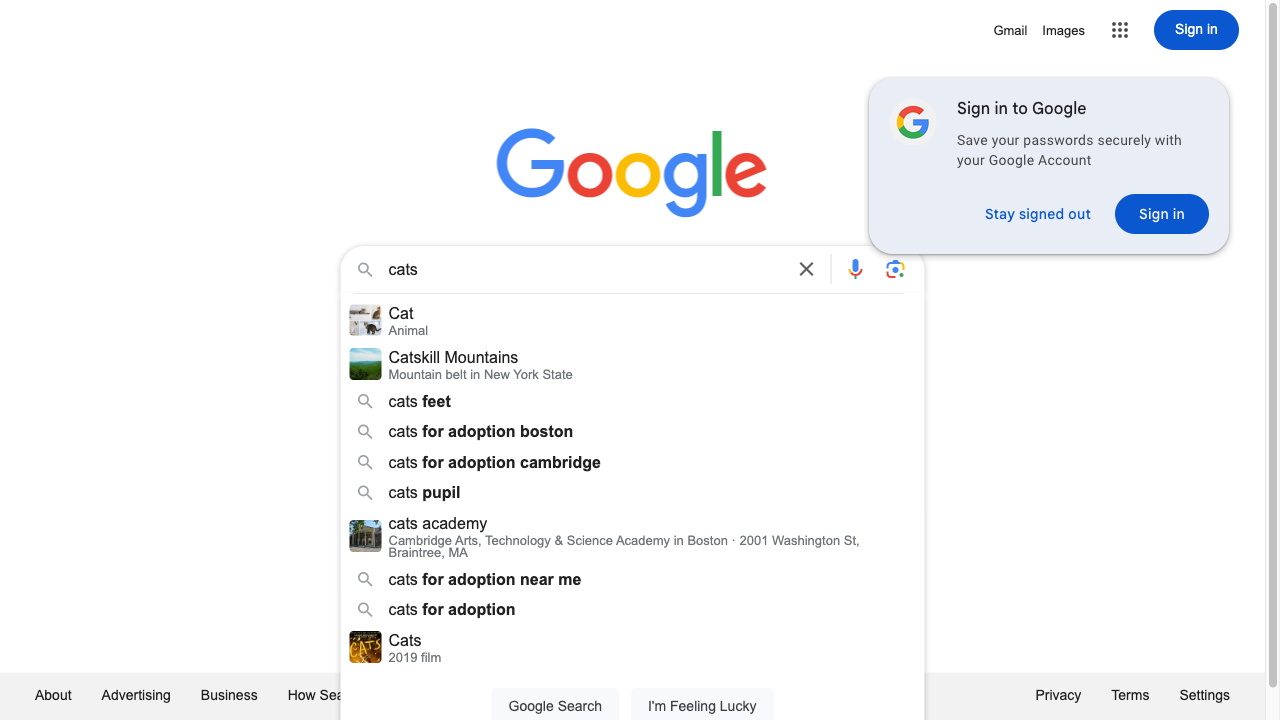 Gmail Images Sign in
Sign in to Google
Save your passwords securely with
your Google Account
Stay signed out Sign in
Google
cats
Cat
Animal
Catskill Mountains
Mountain belt in New York State
cats feet
cats for adoption boston
cats for adoption cambridge
cats pupil
cats academy
Cambridge Arts, Technology & Science Academy in Boston · 2001 Washington St,
Braintree, MA
cats for adoption near me
cats for adoption
CATS
Cats
2019 film
About Advertising Business How Sea Privacy Terms Settings
Google Search I'm Feeling Lucky